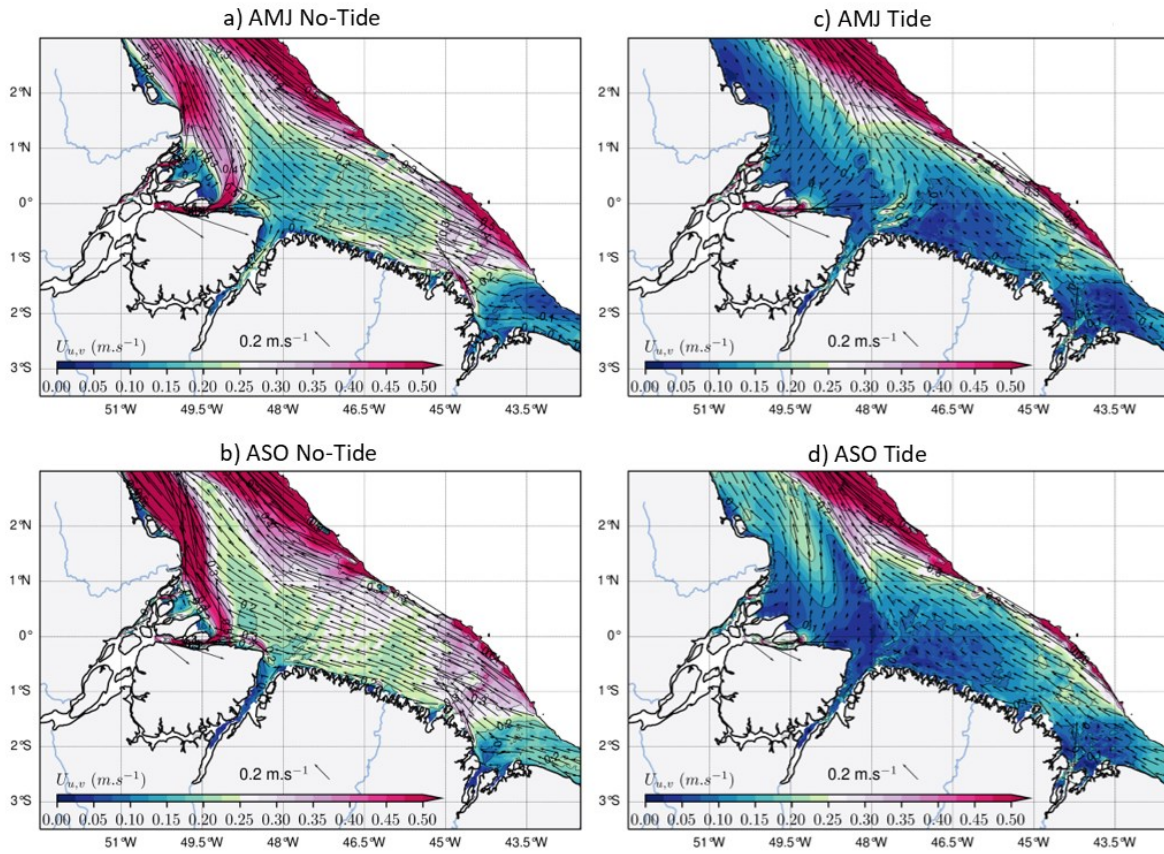 a) AMJ No-Tide
c) AMJ Tide
2°N
1°N
0°
1°S
2°S
3°S
U_{u,v} (m.s^{-1})
0.2 m.s^{-1}
0.00 0.05 0.10 0.15 0.20 0.25 0.30 0.35 0.40 0.45 0.50
51°W 49.5°W 48°W 46.5°W 45°W 43.5°W
2°N
1°N
0°
1°S
2°S
3°S
U_{u,v} (m.s^{-1})
0.2 m.s^{-1}
0.00 0.05 0.10 0.15 0.20 0.25 0.30 0.35 0.40 0.45 0.50
51°W 49.5°W 48°W 46.5°W 45°W 43.5°W
b) ASO No-Tide
d) ASO Tide
2°N
1°N
0°
1°S
2°S
3°S
U_{u,v} (m.s^{-1})
0.2 m.s^{-1}
0.00 0.05 0.10 0.15 0.20 0.25 0.30 0.35 0.40 0.45 0.50
51°W 49.5°W 48°W 46.5°W 45°W 43.5°W
2°N
1°N
0°
1°S
2°S
3°S
U_{u,v} (m.s^{-1})
0.2 m.s^{-1}
0.00 0.05 0.10 0.15 0.20 0.25 0.30 0.35 0.40 0.45 0.50
51°W 49.5°W 48°W 46.5°W 45°W 43.5°W